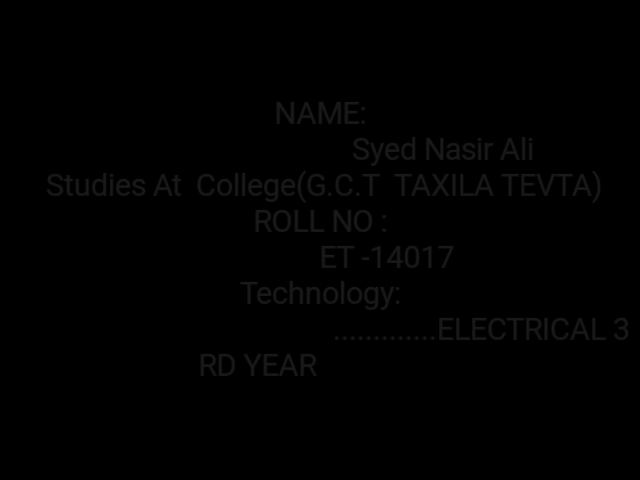 NAME:
Syed Nasir Ali
Studies At  College(G.C.T  TAXILA TEVTA)
ROLL NO :
ET -14017
Technology:
.............ELECTRICAL 3
RD YEAR